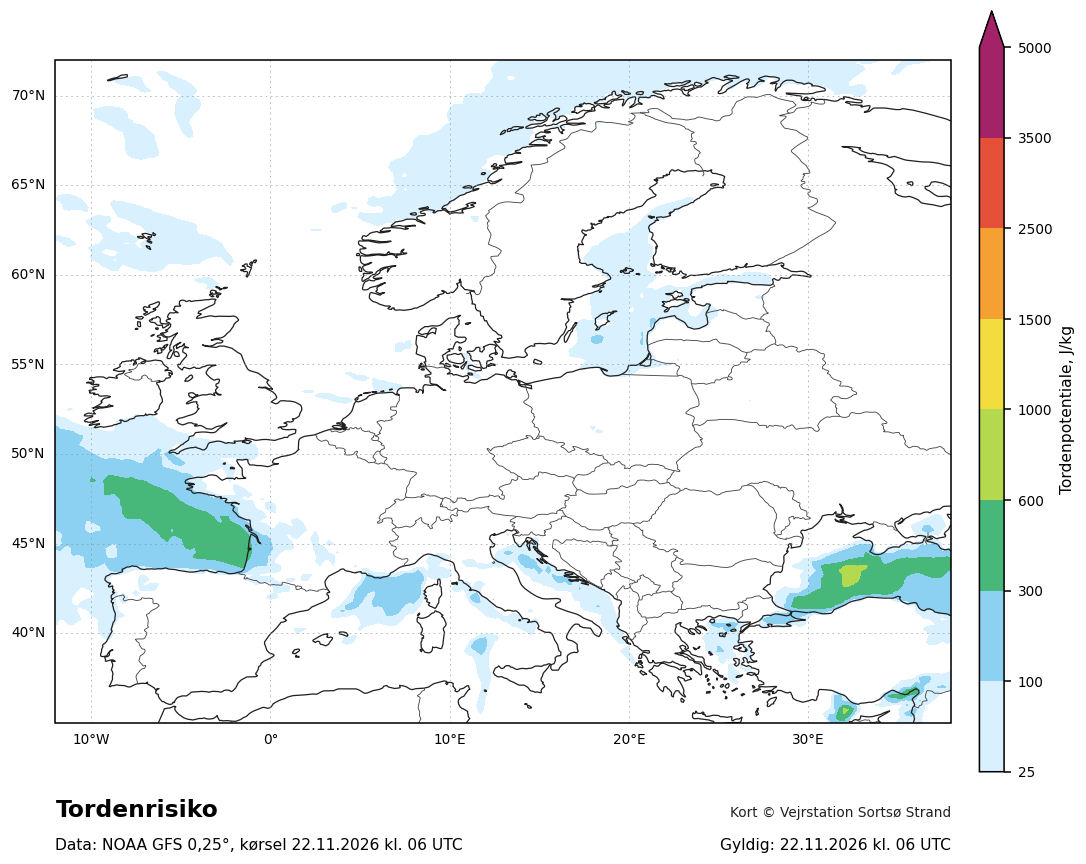 70°N
65°N
60°N
55°N
50°N
45°N
40°N
10°W
0°
10°E
20°E
30°E
5000
3500
2500
1500
1000
600
300
100
25
Tordenpotentiale, J/kg
Tordenrisiko
Kort © Vejrstation Sortsø Strand
Data: NOAA GFS 0,25°, kørsel 22.11.2026 kl. 06 UTC
Gyldig: 22.11.2026 kl. 06 UTC